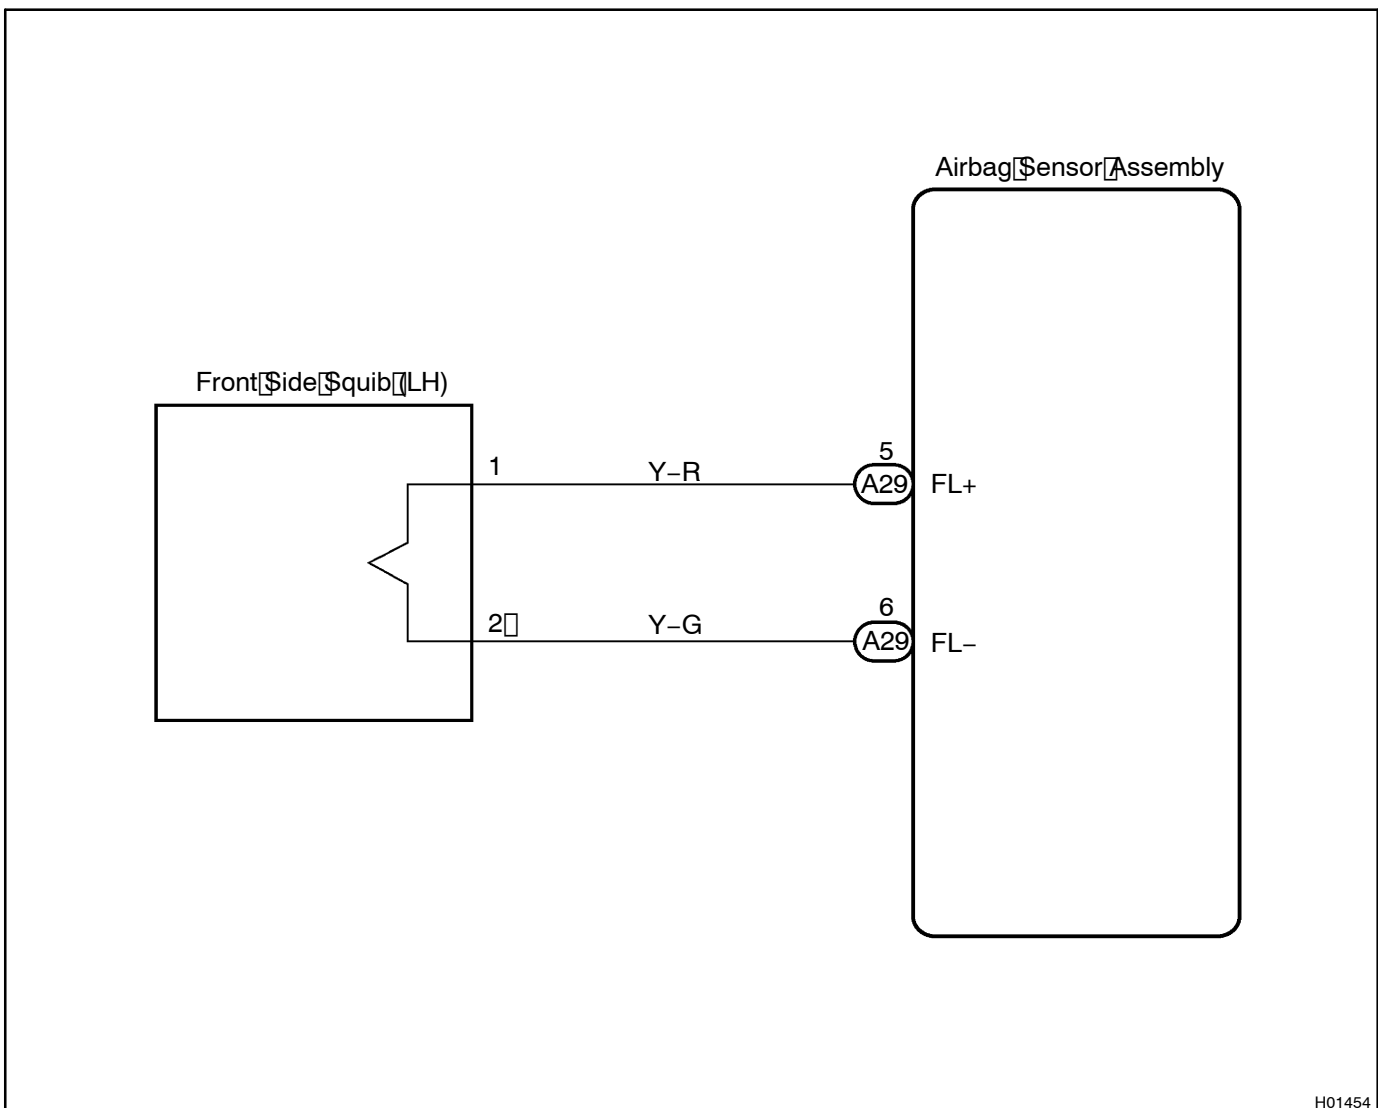 Airbag Sensor Assembly
Front Side Squib (LH)
1
Y–R
5
A29
FL+
2
Y–G
6
A29
FL–
H01454